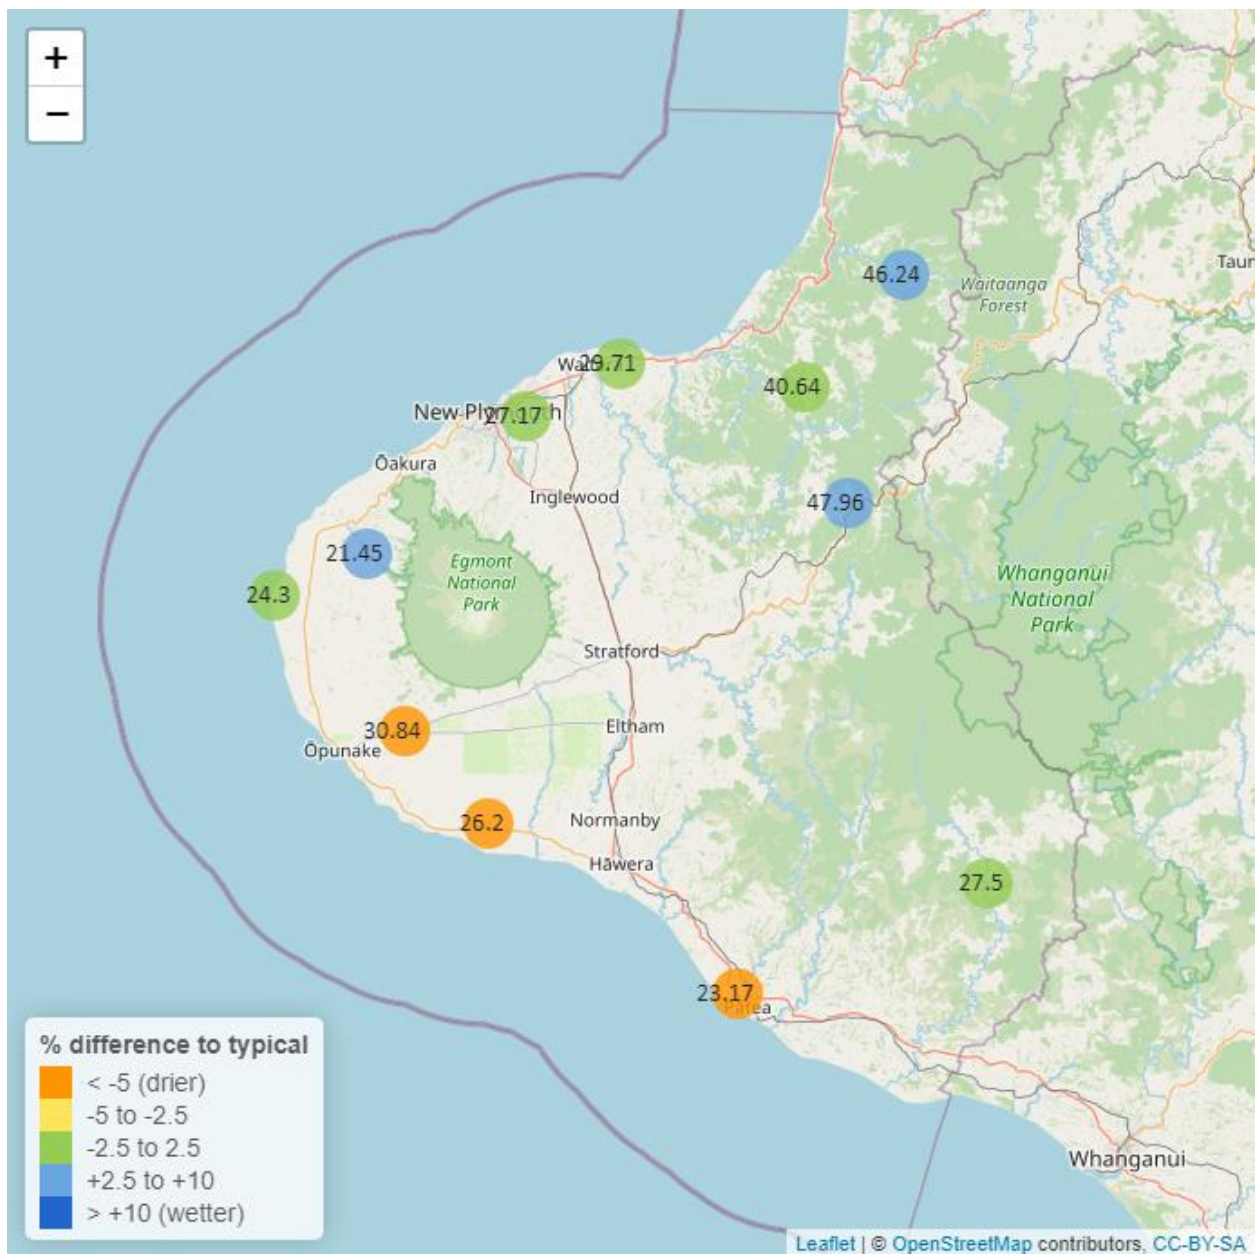 +
−
46.24
Waitaanga
Forest
Taur
29.71
40.64
New Ply
27.17
h
Ōakura
Inglewood
47.96
21.45
Egmont
National
Park
24.3
Whanganui
National
Park
Stratford
30.84
Eltham
Ōpunake
26.2
Normanby
Hāwera
27.5
23.17
Patea
% difference to typical
< -5 (drier)
-5 to -2.5
-2.5 to 2.5
+2.5 to +10
> +10 (wetter)
Whanganui
Leaflet | © OpenStreetMap contributors, CC-BY-SA